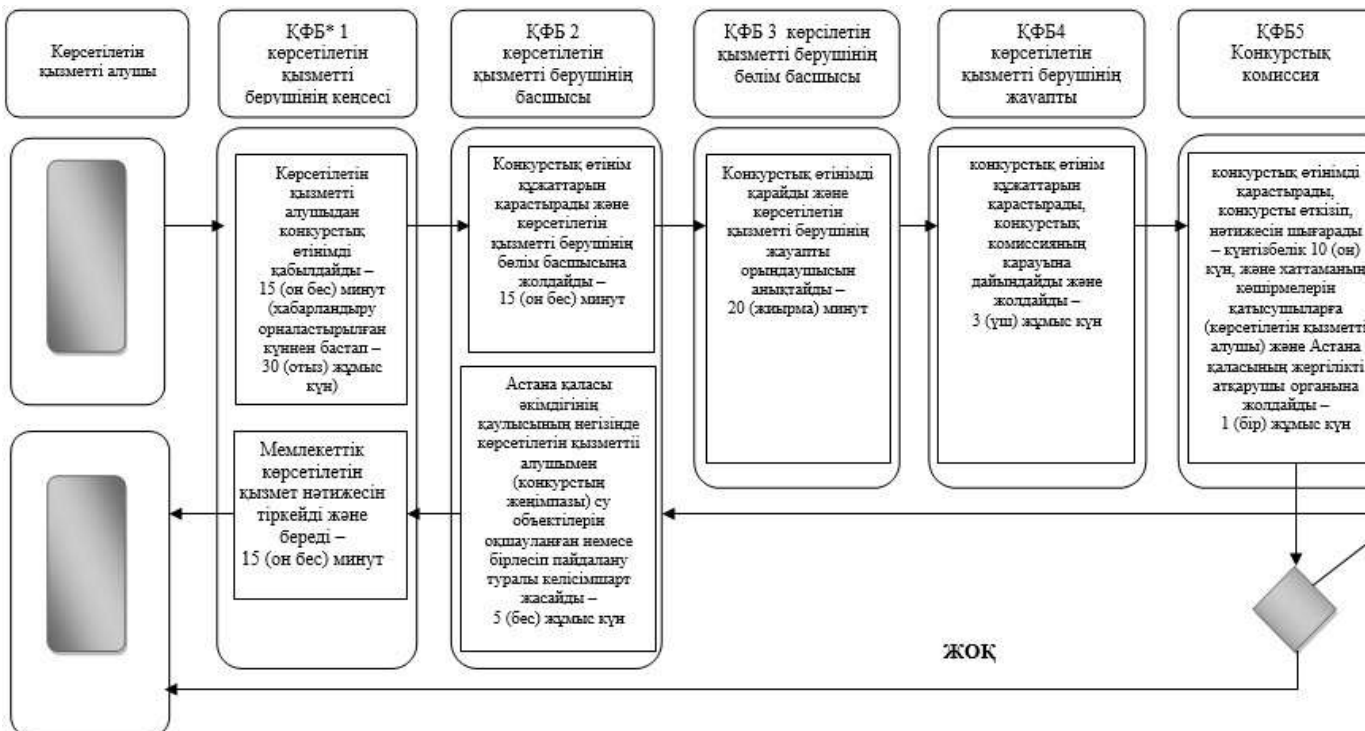 Көрсетілетін
қызметті алушы
ҚФБ* 1
көрсетілетін
қызметті
берушінің кеңсесі
ҚФБ 2
көрсетілетін
қызметті берушінің
басшысы
ҚФБ 3 көрсілетін
қызметті берушінің
бөлім басшысы
ҚФБ4
көрсетілетін
қызметті берушінің
жауапты
ҚФБ5
Конкурстық
комиссия
Көрсетілетін
қызметті
алушыдан
конкурстық
өтінімді
қабылдайды –
15 (он бес) минут
(хабарландыру
орналастырылған
күннен бастап –
30 (отыз) жұмыс
күн)
Конкурстық өтінім
құжаттарын
қарастырады және
көрсетілетін
қызметті берушінің
бөлім басшысына
жолдайды –
15 (он бес) минут
Конкурстық өтінімді
қарайды және
көрсетілетін
қызметті берушінің
жауапты
орындаушысын
анықтайды –
20 (жиырма) минут
конкурстық өтінім
құжаттарын
қарастырады,
конкурстық
комиссияның
қарауына
дайындайды және
жолдайды –
3 (үш) жұмыс күн
конкурстық өтінімді
қарастырады,
конкурсты өткізіп,
нәтижесін шығарады
– күнтізбелік 10 (он)
күн, және хаттаманың
көшірмелерін
қатысушыларға
(көрсетілетін қызметті
алушы) және Астана
қаласының жергілікті
атқарушы органына
жолдайды –
1 (бір) жұмыс күн
Мемлекеттік
көрсетілетін
қызмет нәтижесін
тіркейді және
береді –
15 (он бес) минут
Астана қаласы
әкімдігінің
қаулысының негізінде
көрсетілетін қызметтіі
алушымен
(конкурстың
жеңімпазы) су
объектілерін
оқшауланған немесе
бірлесіп пайдалану
туралы келісімшарт
жасайды –
5 (бес) жұмыс күн
ЖОҚ